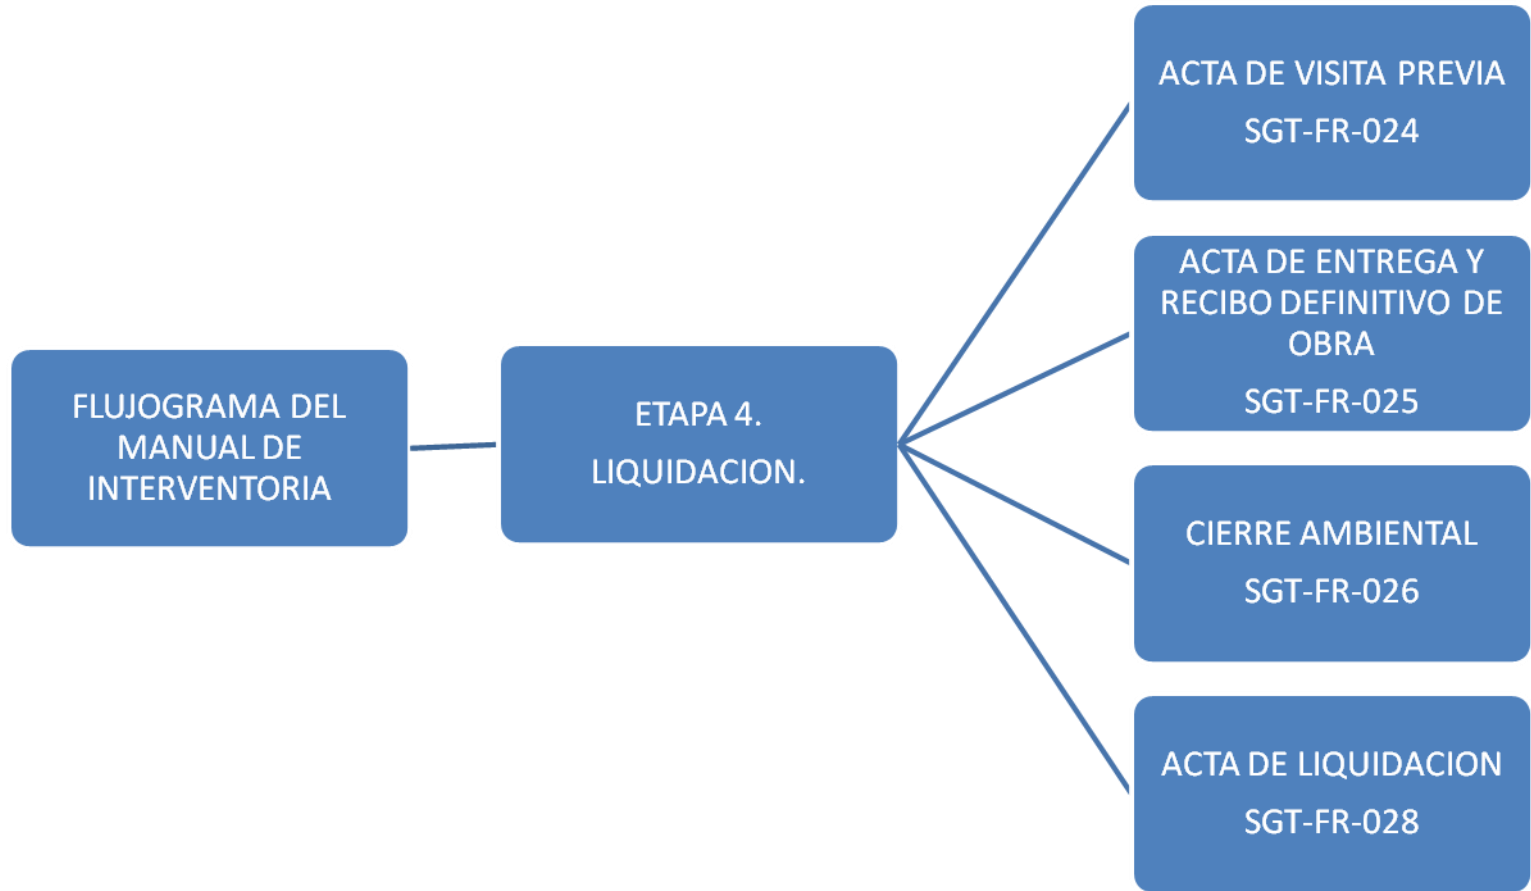 FLUJOGRAMA DEL
MANUAL DE
INTERVENTORIA
ETAPA 4.
LIQUIDACION.
ACTA DE VISITA PREVIA
SGT-FR-024
ACTA DE ENTREGA Y
RECIBO DEFINITIVO DE
OBRA
SGT-FR-025
CIERRE AMBIENTAL
SGT-FR-026
ACTA DE LIQUIDACION
SGT-FR-028